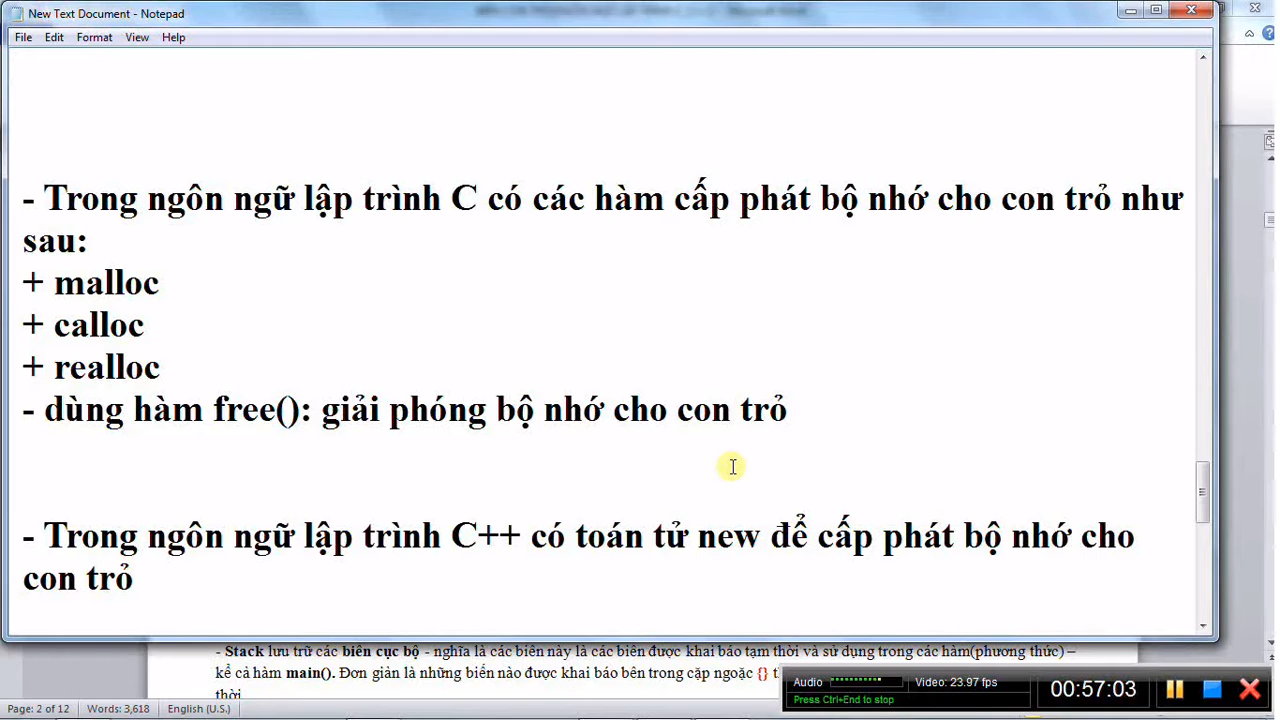 New Text Document - Notepad
File Edit Format View Help
- Trong ngôn ngữ lập trình C có các hàm cấp phát bộ nhớ cho con trỏ như
sau:
+ malloc
+ calloc
+ realloc
- dùng hàm free(): giải phóng bộ nhớ cho con trỏ
- Trong ngôn ngữ lập trình C++ có toán tử new để cấp phát bộ nhớ cho
con trỏ
- Stack lưu trữ các biến cục bộ - nghĩa là các biến này là các biến được khai báo tạm thời và sử dụng trong các hàm(phương thức) –
kể cả hàm main(). Đơn giản là những biến nào được khai báo bên trong cặp ngoặc {}
thời.
Audio
Video: 23.97 fps
Press Ctrl+End to stop
00:57:03
Page: 2 of 12
English (U.S.)